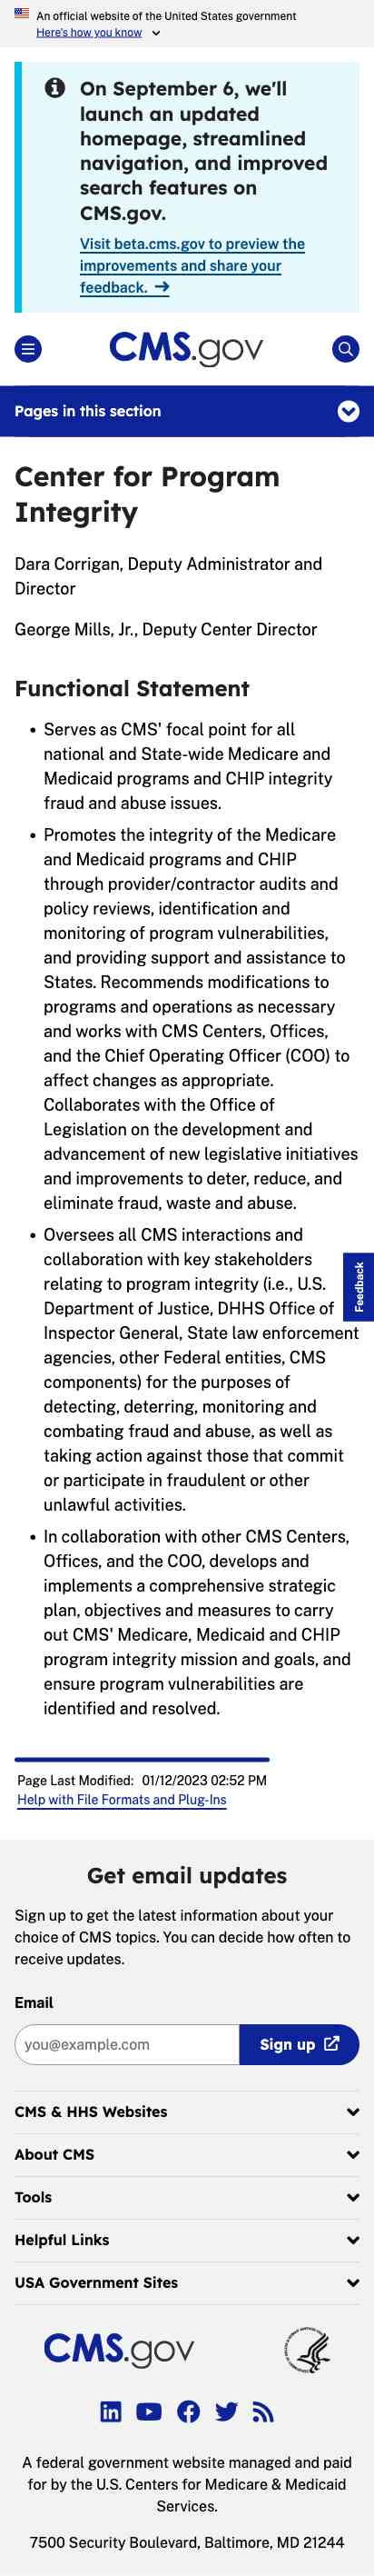 An official website of the United States government
Here's how you know
On September 6, we'll
launch an updated
homepage, streamlined
navigation, and improved
search features on
CMS.gov.
Visit beta.cms.gov to preview the
improvements and share your
feedback.
CMS.gov
Pages in this section
Center for Program
Integrity
Dara Corrigan, Deputy Administrator and
Director
George Mills, Jr., Deputy Center Director
Functional Statement
• Serves as CMS' focal point for all
national and State-wide Medicare and
Medicaid programs and CHIP integrity
fraud and abuse issues.
• Promotes the integrity of the Medicare
and Medicaid programs and CHIP
through provider/contractor audits and
policy reviews, identification and
monitoring of program vulnerabilities,
and providing support and assistance to
States. Recommends modifications to
programs and operations as necessary
and works with CMS Centers, Offices,
and the Chief Operating Officer (COO) to
affect changes as appropriate.
Collaborates with the Office of
Legislation on the development and
advancement of new legislative initiatives
and improvements to deter, reduce, and
eliminate fraud, waste and abuse.
• Oversees all CMS interactions and
collaboration with key stakeholders
relating to program integrity (i.e., U.S.
Department of Justice, DHHS Office of
Inspector General, State law enforcement
agencies, other Federal entities, CMS
components) for the purposes of
detecting, deterring, monitoring and
combating fraud and abuse, as well as
taking action against those that commit
or participate in fraudulent or other
unlawful activities.
• In collaboration with other CMS Centers,
Offices, and the COO, develops and
implements a comprehensive strategic
plan, objectives and measures to carry
out CMS' Medicare, Medicaid and CHIP
program integrity mission and goals, and
ensure program vulnerabilities are
identified and resolved.
Feedback
Page Last Modified: 01/12/2023 02:52 PM
Help with File Formats and Plug-Ins
Get email updates
Sign up to get the latest information about your
choice of CMS topics. You can decide how often to
receive updates.
Email
you@example.com
Sign up
CMS & HHS Websites
About CMS
Tools
Helpful Links
USA Government Sites
CMS.gov
A federal government website managed and paid
for by the U.S. Centers for Medicare & Medicaid
Services.
7500 Security Boulevard, Baltimore, MD 21244